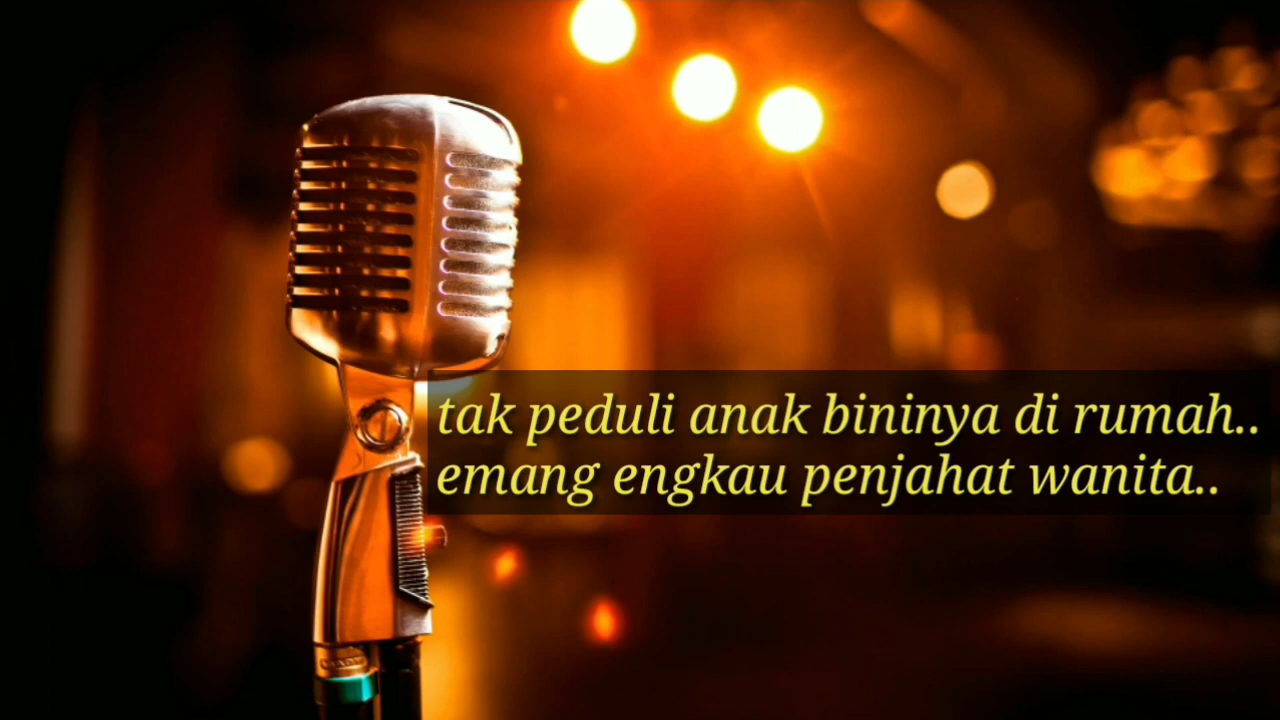 tak peduli anak bininya di rumah..
emang engkau penjahat wanita..